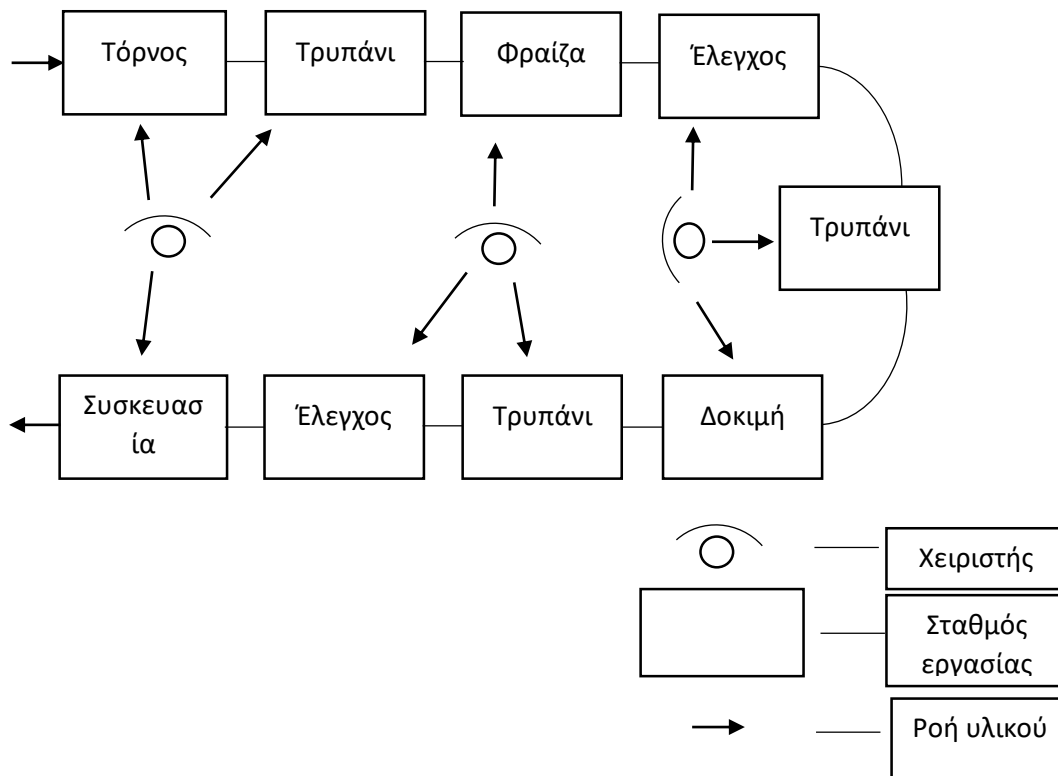 Τόρνος
Τρυπάνι
Φραίζα
Έλεγχος
Τρυπάνι
Συσκευασ
ία
Έλεγχος
Τρυπάνι
Δοκιμή
Χειριστής
Σταθμός
εργασίας
Ροή υλικού